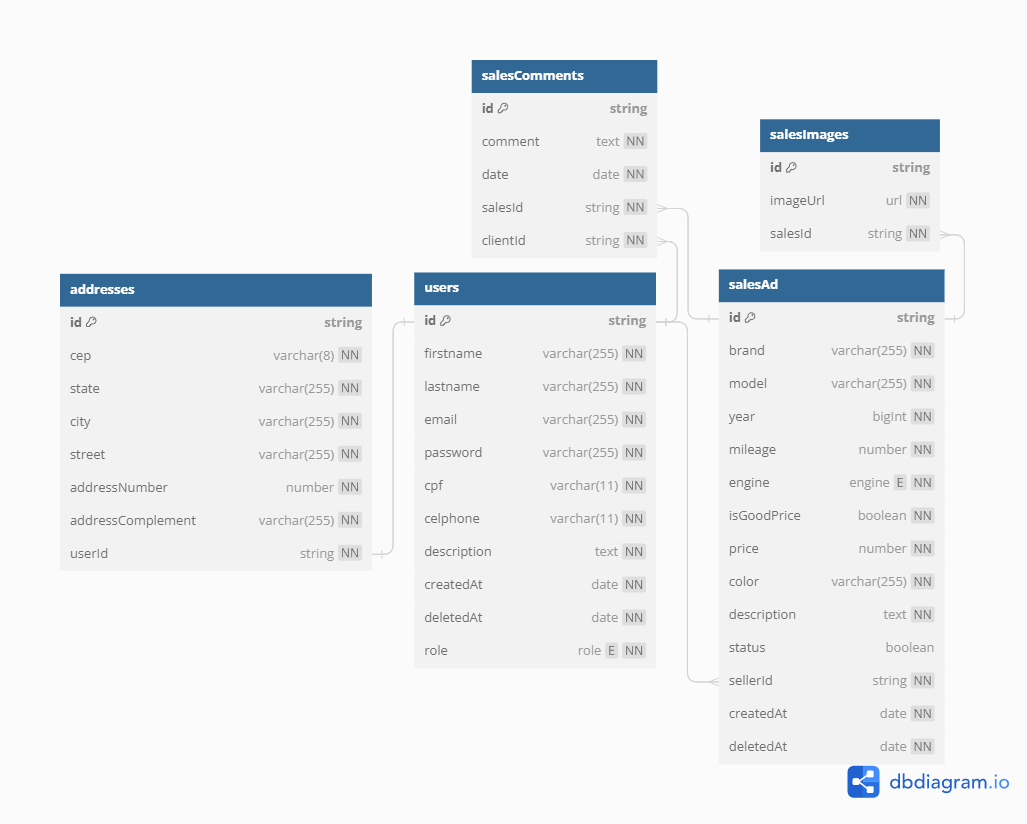 salesComments
id string
comment text NN
date date NN
salesId string NN
clientId string NN
salesImages
id string
imageUrl url NN
salesId string NN
addresses
id string
cep varchar(8) NN
state varchar(255) NN
city varchar(255) NN
street varchar(255) NN
addressNumber number NN
addressComplement varchar(255) NN
userId string NN
users
id string
firstname varchar(255) NN
lastname varchar(255) NN
email varchar(255) NN
password varchar(255) NN
cpf varchar(11) NN
celphone varchar(11) NN
description text NN
createdAt date NN
deletedAt date NN
role role E NN
salesAd
id string
brand varchar(255) NN
model varchar(255) NN
year bigInt NN
mileage number NN
engine engine E NN
isGoodPrice boolean NN
price number NN
color varchar(255) NN
description text NN
status boolean
sellerId string NN
createdAt date NN
deletedAt date NN
dbdiagram.io